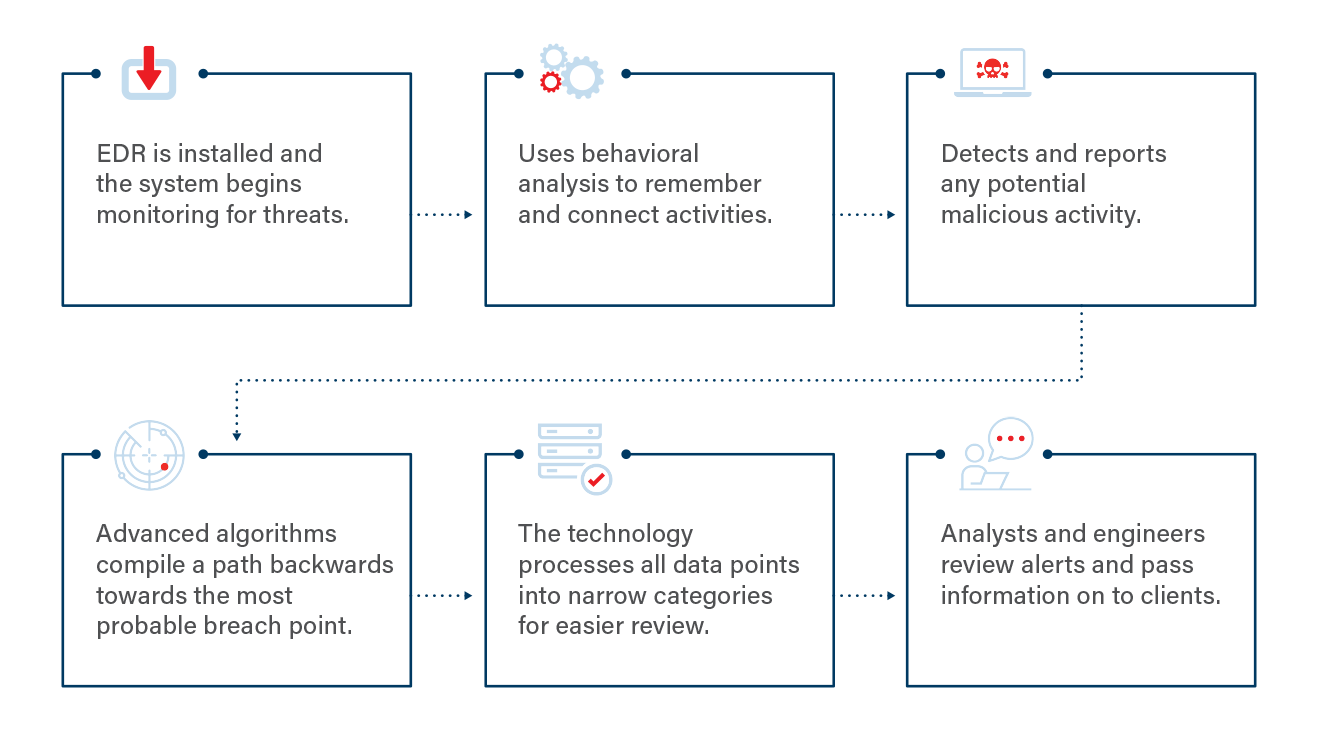 EDR is installed and
the system begins
monitoring for threats.
Uses behavioral
analysis to remember
and connect activities.
Detects and reports
any potential
malicious activity.
Advanced algorithms
compile a path backwards
towards the most
probable breach point.
The technology
processes all data points
into narrow categories
for easier review.
Analysts and engineers
review alerts and pass
information on to clients.